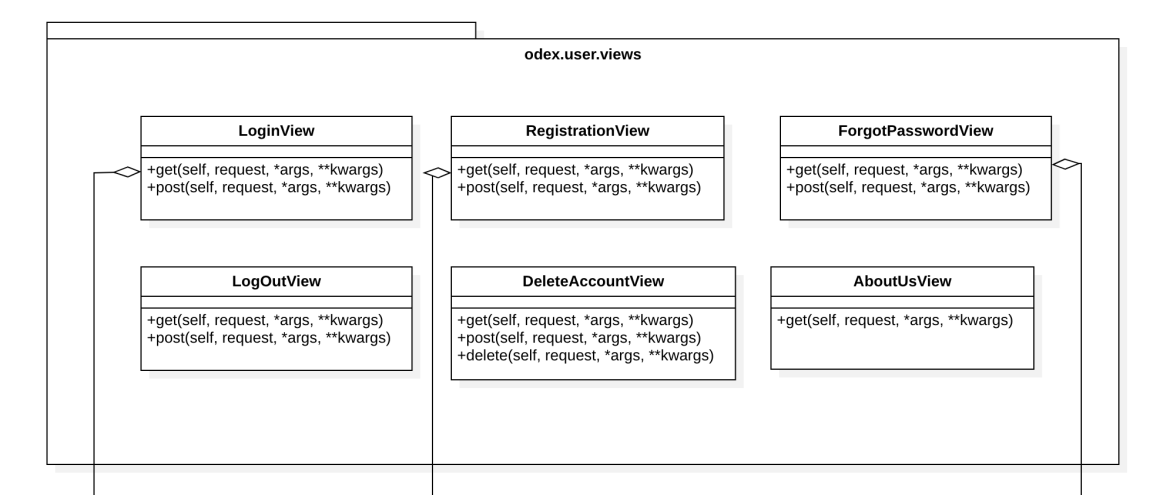 odex.user.views
LoginView
+get(self, request, *args, **kwargs)
+post(self, request, *args, **kwargs)
RegistrationView
+get(self, request, *args, **kwargs)
+post(self, request, *args, **kwargs)
ForgotPasswordView
+get(self, request, *args, **kwargs)
+post(self, request, *args, **kwargs)
LogOutView
+get(self, request, *args, **kwargs)
+post(self, request, *args, **kwargs)
DeleteAccountView
+get(self, request, *args, **kwargs)
+post(self, request, *args, **kwargs)
+delete(self, request, *args, **kwargs)
AboutUsView
+get(self, request, *args, **kwargs)